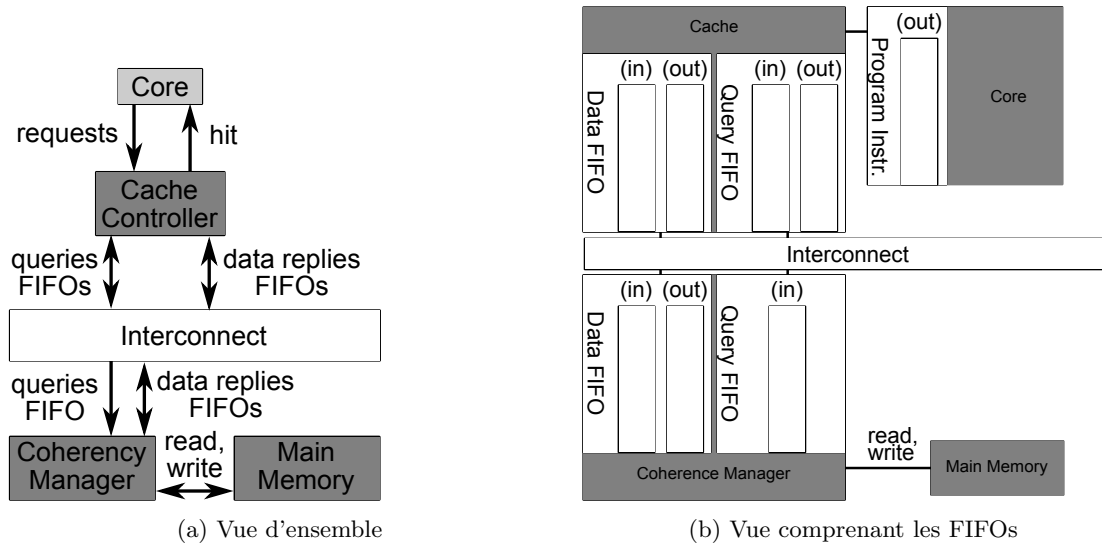 Core
requests
hit
Cache
Controller
queries
FIFOs
data replies
FIFOs
Interconnect
queries
FIFO
data replies
FIFOs
Coherency
Manager
read,
write
Main
Memory
(a) Vue d'ensemble
Cache
(in)
(out)
(in)
(out)
Data FIFO
Query FIFO
(out)
Program Instr.
Core
Interconnect
(in)
(out)
(in)
Data FIFO
Query FIFO
Coherence Manager
read,
write
Main Memory
(b) Vue comprenant les FIFOs